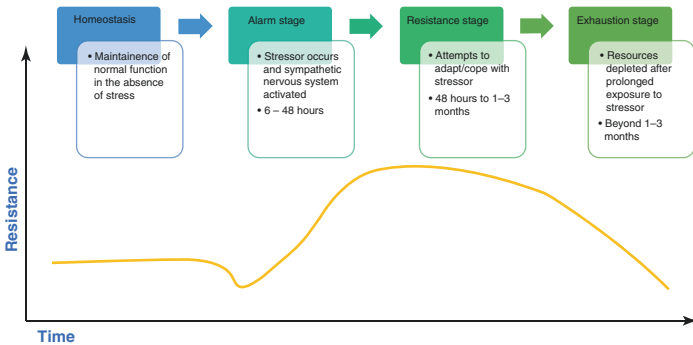 Homeostasis
• Maintainence of
normal function
in the absence
of stress
Alarm stage
• Stressor occurs
and sympathetic
nervous system
activated
• 6 – 48 hours
Resistance stage
• Attempts to
adapt/cope with
stressor
• 48 hours to 1–3
months
Exhaustion stage
• Resources
depleted after
prolonged
exposure to
stressor
• Beyond 1–3
months
Resistance
Time